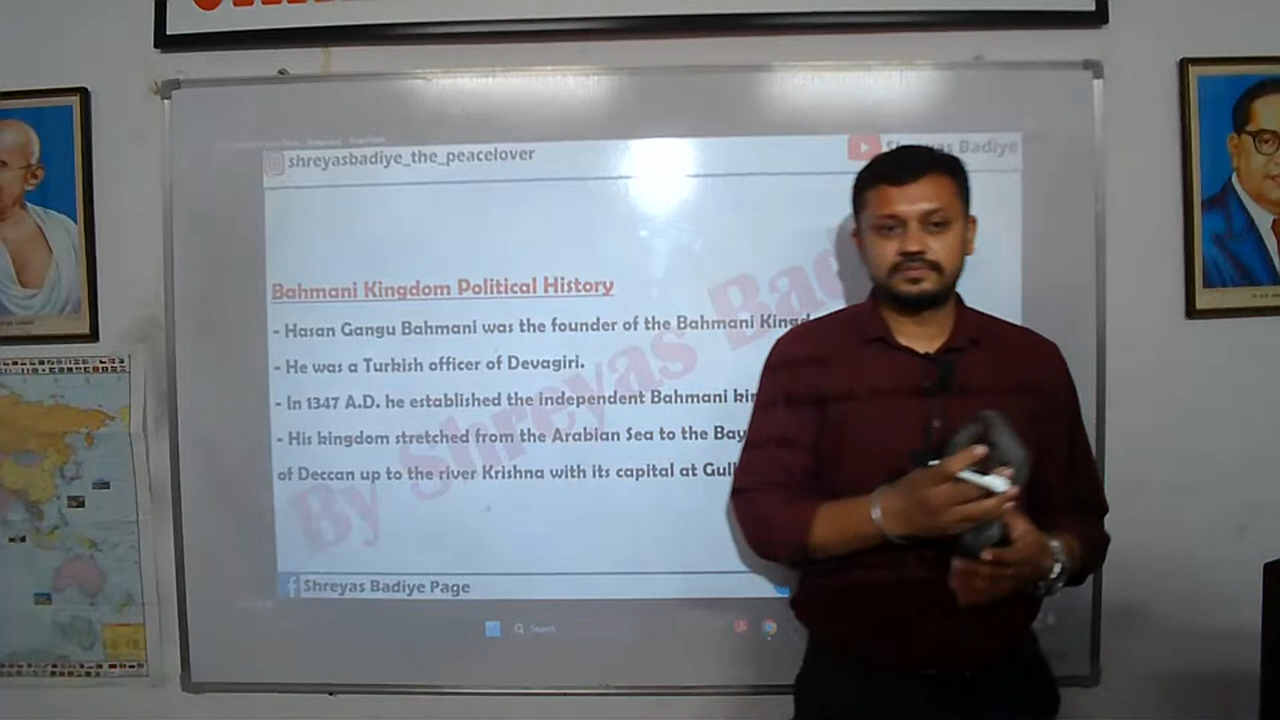 shreyasbadiye_the_peacelover
Badiye
Bahmani Kingdom Political History
- Hasan Gangu Bahmani was the founder of the Bahmani
- He was a Turkish officer of Devagiri.
- In 1347 A.D. he established the independent Bahmani
- His kingdom stretched from the Arabian Sea to the Bay
of Deccan up to the river Krishna with its capital at
By Shreyas
Shreyas Badiye Page
Search